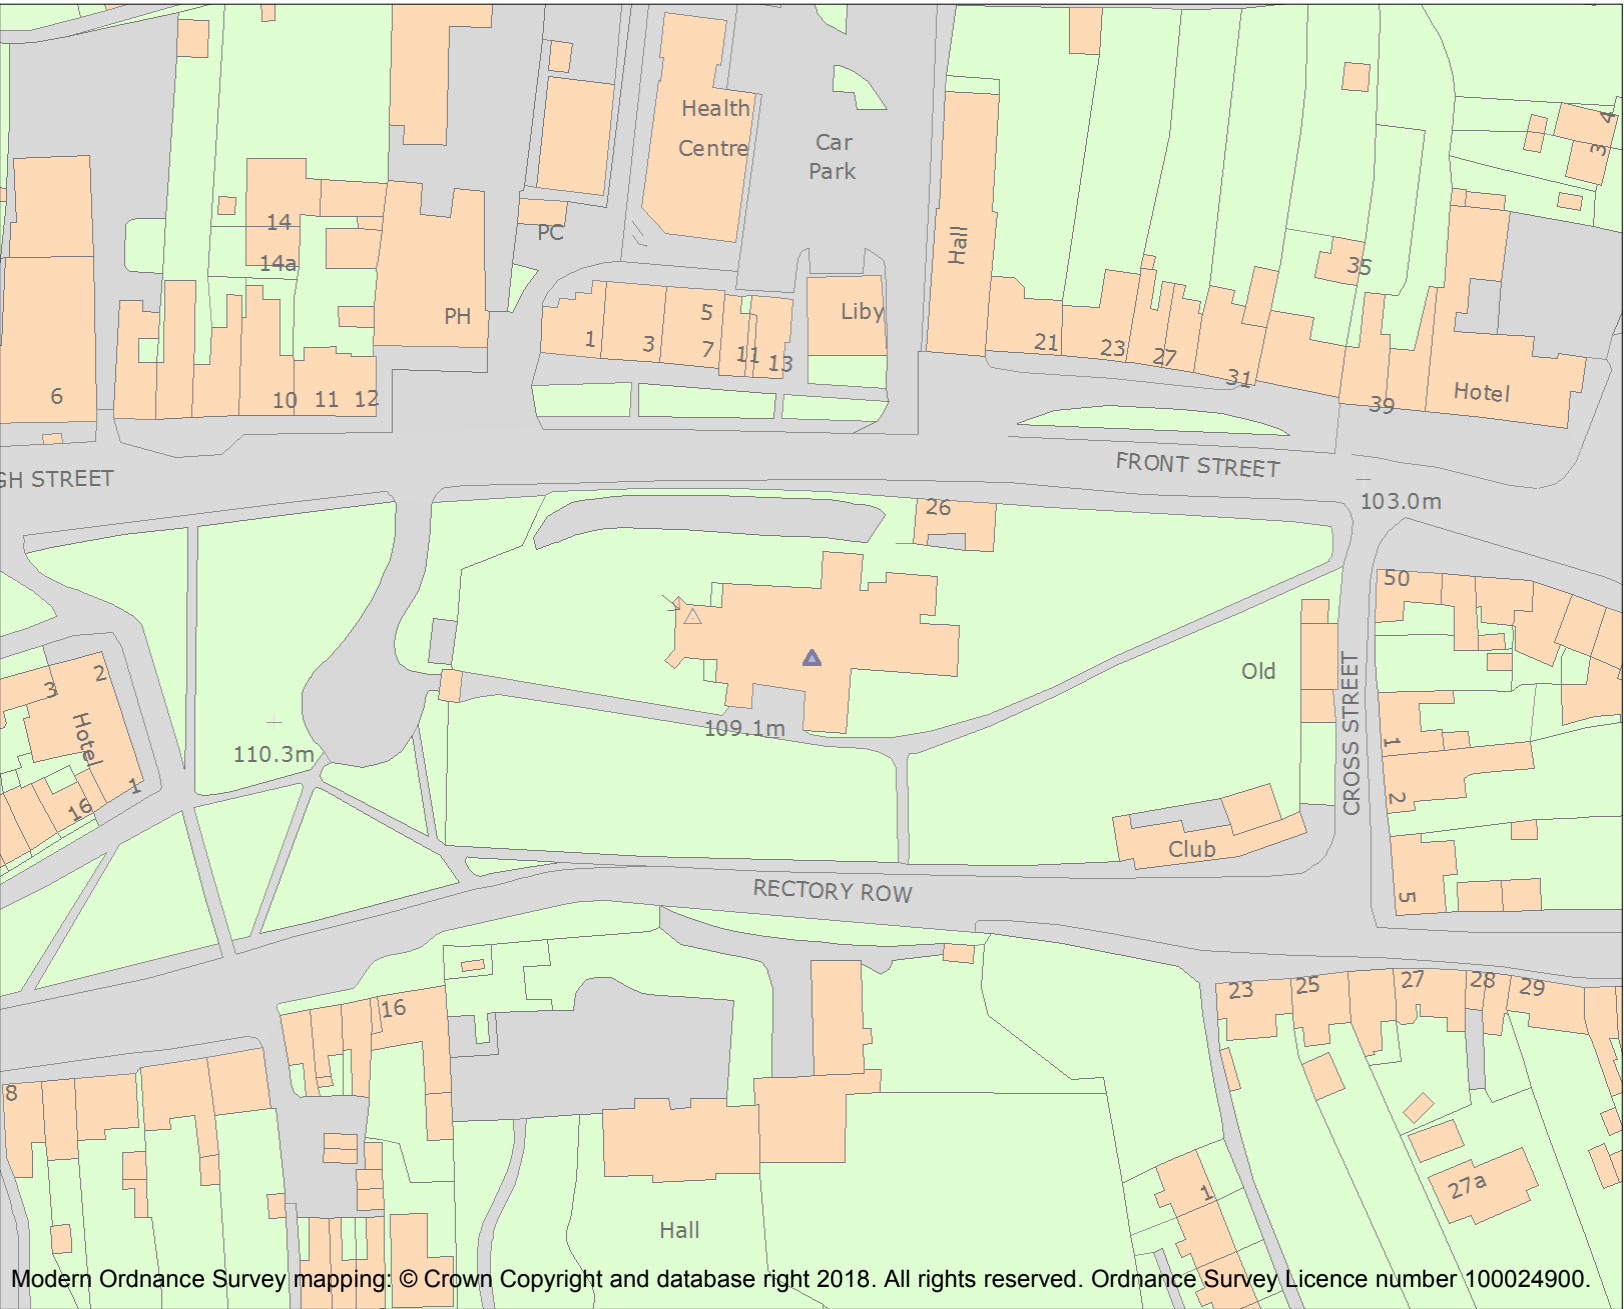 Health
Centre
Car
Park
4
3
14
14a
PC
Hall
35
PH
5
Liby
1
3
7
11
13
21
23
27
31
39
Hotel
6
10
11
12
GH STREET
FRONT STREET
103.0m
26
50
2
3
Hotel
1
16
110.3m
109.1m
Old
CROSS STREET
1
2
5
Club
RECTORY ROW
23
25
27
28
29
16
8
27a
1
Hall
Modern Ordnance Survey mapping: © Crown Copyright and database right 2018. All rights reserved. Ordnance Survey Licence number 100024900.